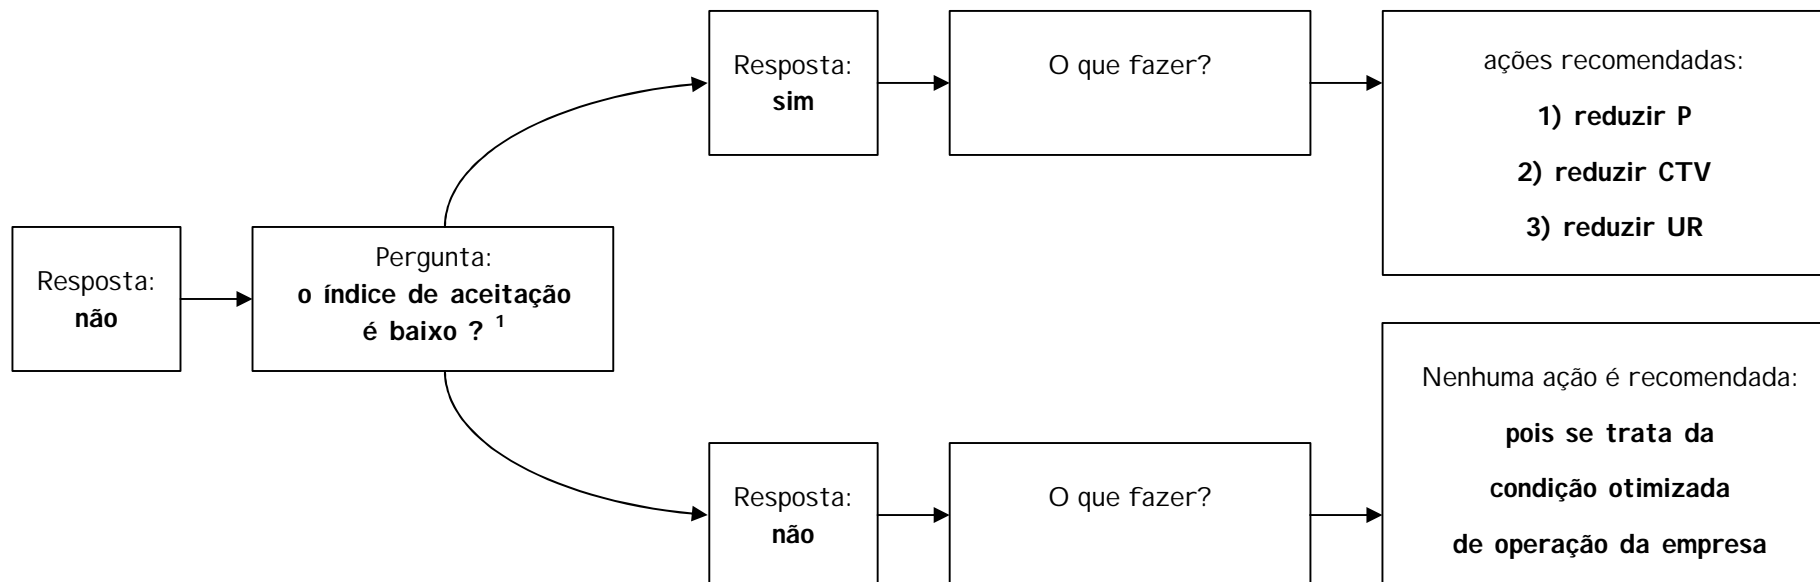 Resposta:
não
Pergunta:
o índice de aceitação
é baixo ? ¹
Resposta:
sim
O que fazer?
ações recomendadas:
1) reduzir P
2) reduzir CTV
3) reduzir UR
Resposta:
não
O que fazer?
Nenhuma ação é recomendada:
pois se trata da
condição otimizada
de operação da empresa